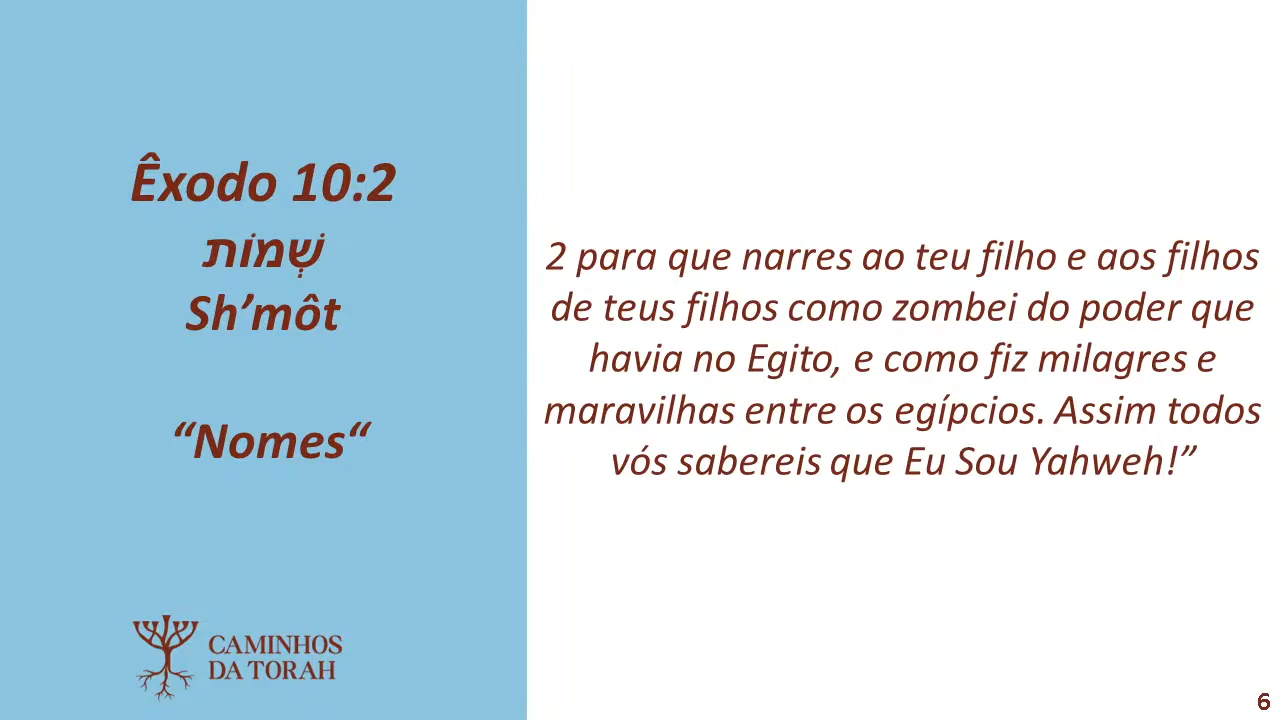 Êxodo 10:2
שְׁמוֹת
Sh’môt
“Nomes“
2 para que narres ao teu filho e aos filhos
de teus filhos como zombei do poder que
havia no Egito, e como fiz milagres e
maravilhas entre os egípcios. Assim todos
vós sabereis que Eu Sou Yahweh!”
CAMINHOS
DA TORAH
6